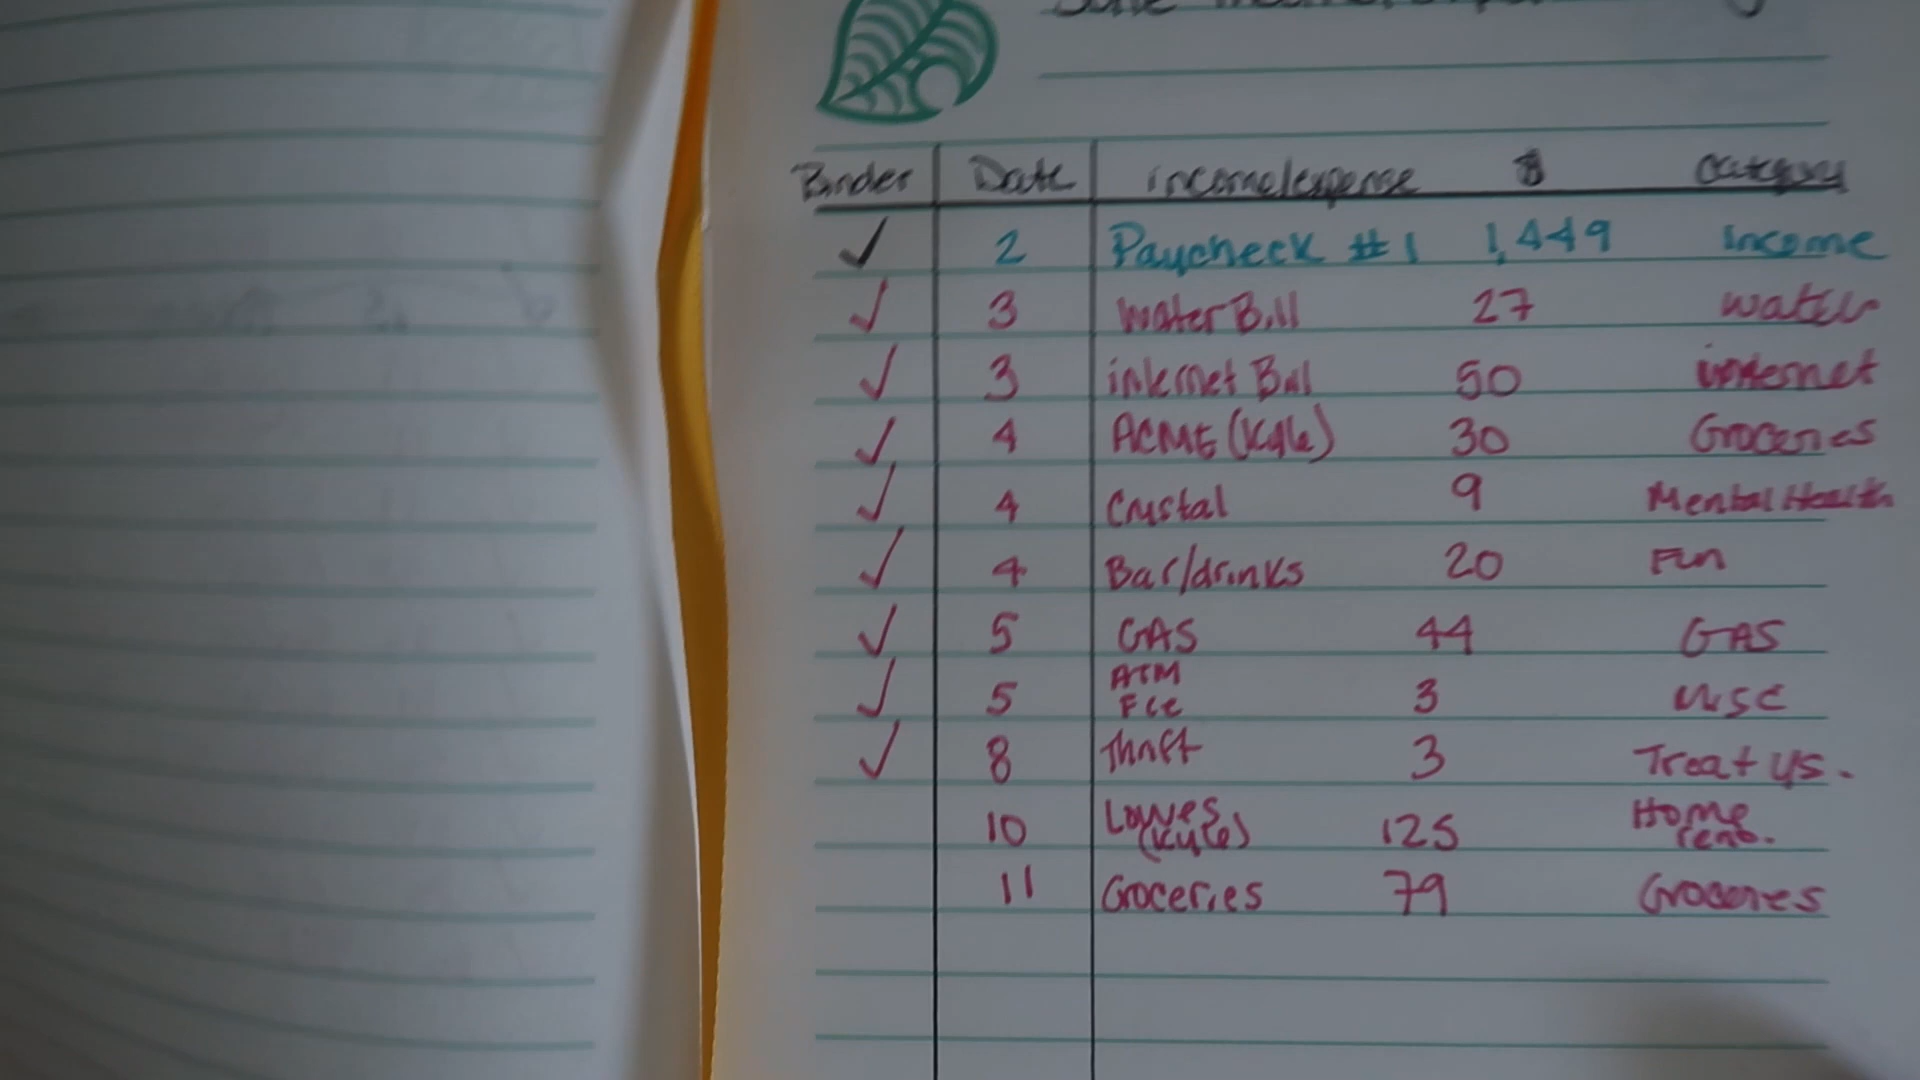 Binder Date income/expense $ Category
✓ 2 Paycheck #1 1,449 income
✓ 3 Water Bill 27 water
✓ 3 internet Bill 50 internet
✓ 4 ACME (Kyle) 30 Groceries
✓ 4 Crystal 9 Mental Health
✓ 4 Bar/drinks 20 Fun
✓ 5 GAS 44 GAS
✓ 5 ATM Fee 3 Misc
✓ 8 Thrift 3 Treat ys.
10 Lowes (Kyle) 125 Home reno.
11 Groceries 79 Groceries